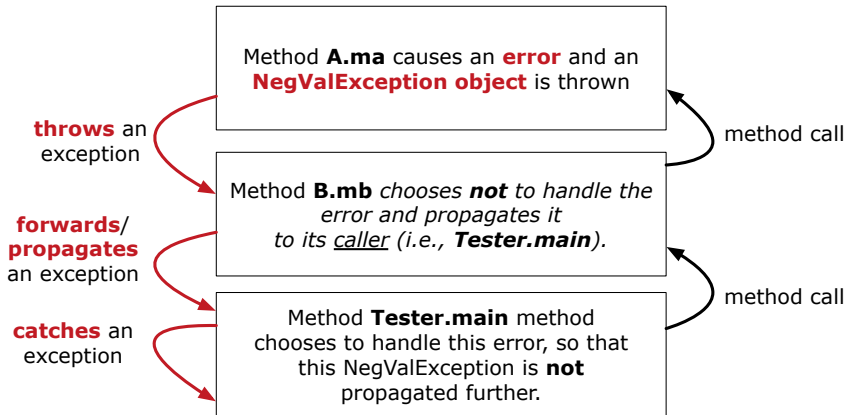 Method A.ma causes an error and an
NegValException object is thrown
throws an
exception
method call
Method B.mb chooses not to handle the
error and propagates it
to its caller (i.e., Tester.main).
forwards/
propagates
an exception
method call
Method Tester.main method
chooses to handle this error, so that
this NegValException is not
propagated further.
catches an
exception